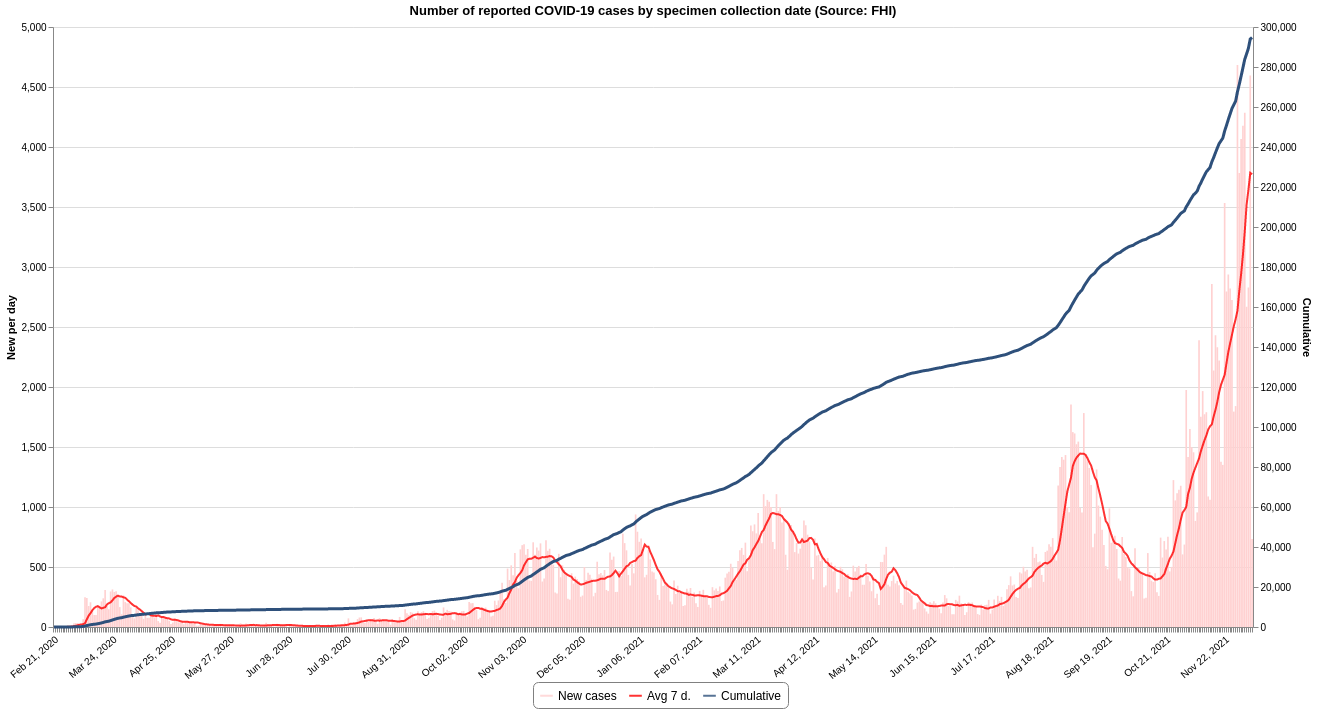 Number of reported COVID-19 cases by specimen collection date (Source: FHI)
New per day
5,000
4,500
4,000
3,500
3,000
2,500
2,000
1,500
1,000
500
0
Cumulative
300,000
280,000
260,000
240,000
220,000
200,000
180,000
160,000
140,000
120,000
100,000
80,000
60,000
40,000
20,000
0
Feb 21, 2020
Mar 24, 2020
Apr 25, 2020
May 27, 2020
Jun 28, 2020
Jul 30, 2020
Aug 31, 2020
Oct 02, 2020
Nov 03, 2020
Dec 05, 2020
Jan 06, 2021
Feb 07, 2021
Mar 11, 2021
Apr 12, 2021
May 14, 2021
Jun 15, 2021
Jul 17, 2021
Aug 18, 2021
Sep 19, 2021
Oct 21, 2021
Nov 22, 2021
New cases Avg 7 d. Cumulative